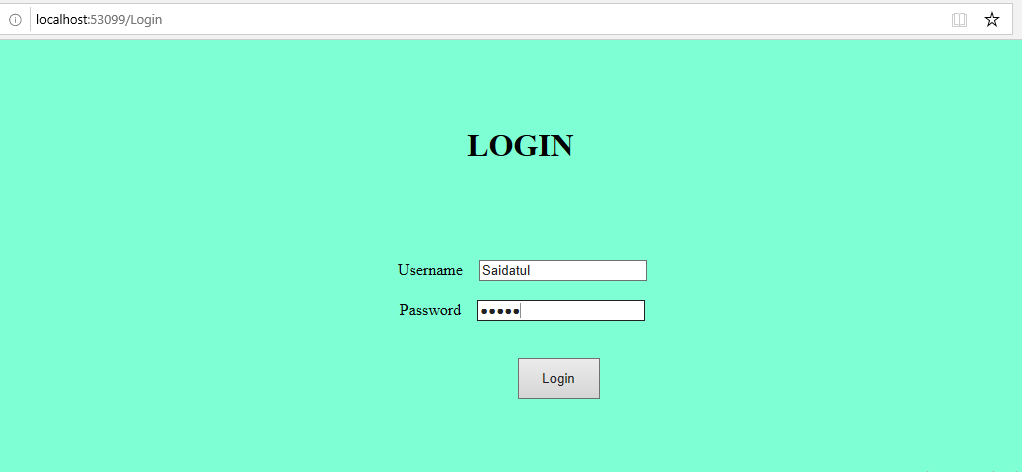 localhost:53099/Login
LOGIN
Username Saidatul
Password •••••
Login